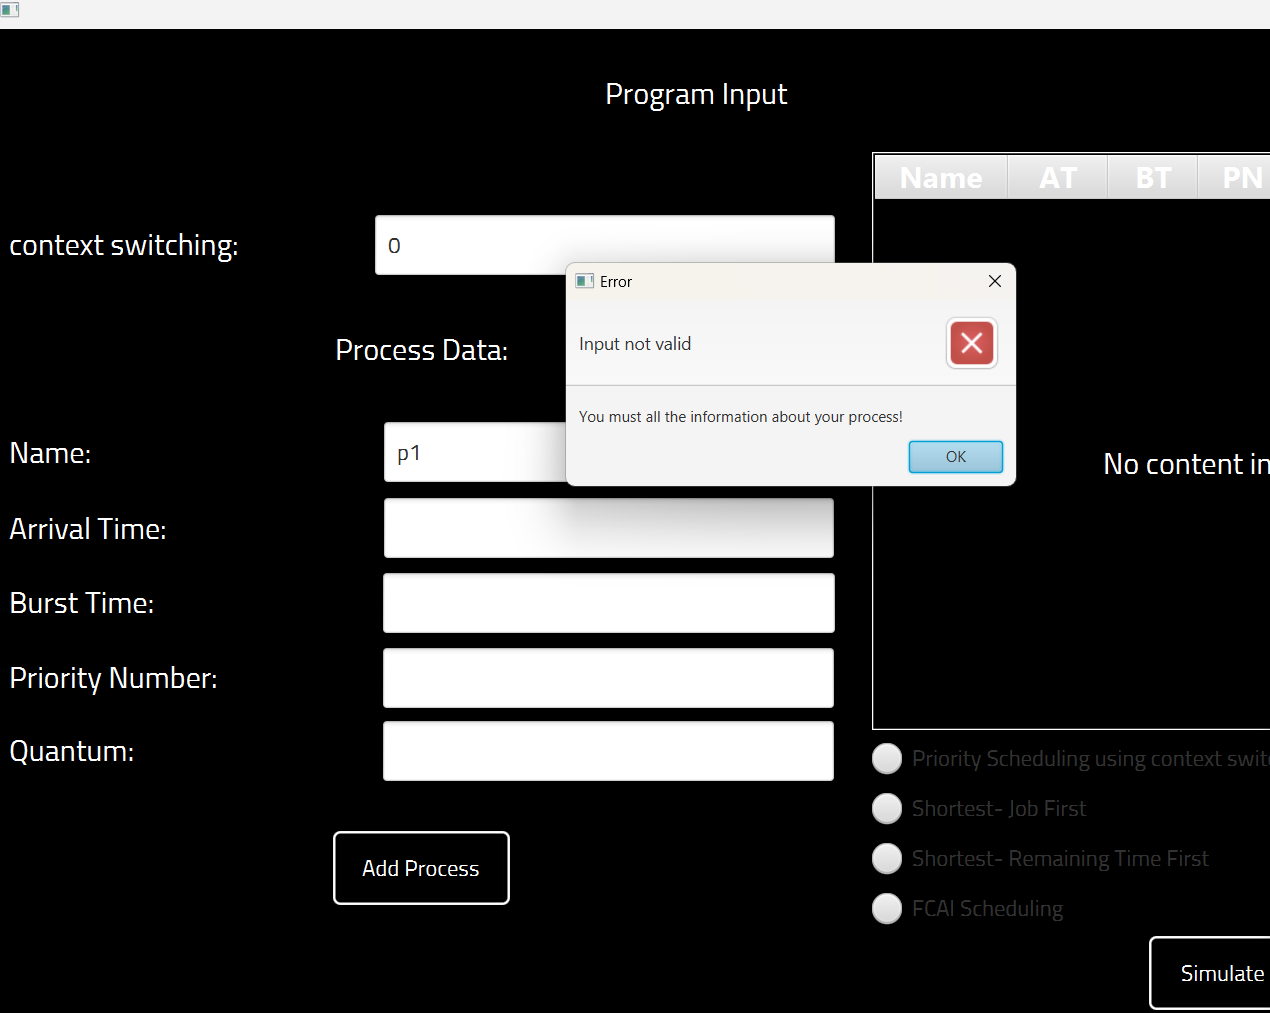 Program Input
Name AT BT PN
context switching:
0
Error
Input not valid
You must all the information about your process!
OK
Process Data:
Name:
p1
No content in
Arrival Time:
Burst Time:
Priority Number:
Quantum:
Priority Scheduling using context swit
Shortest- Job First
Shortest- Remaining Time First
FCAI Scheduling
Add Process
Simulate